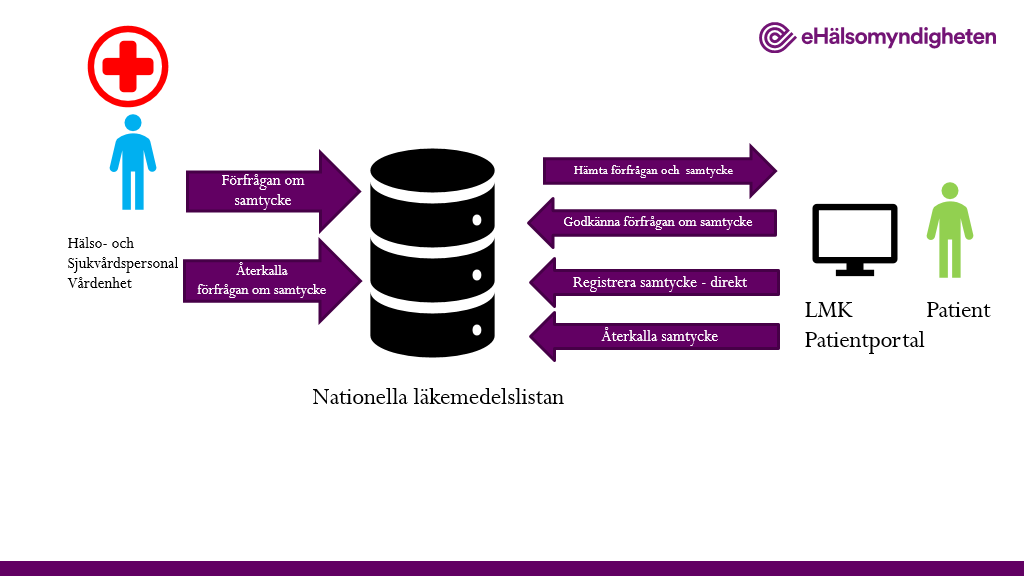 eHälsomyndigheten
Förfrågan om
samtycke
Hälso- och
Sjukvårdspersonal
Vårdenhet
Återkalla
förfrågan om samtycke
Hämta förfrågan och samtycke
Godkänna förfrågan om samtycke
Registrera samtycke - direkt
Återkalla samtycke
LMK
Patientportal
Patient
Nationella läkemedelslistan